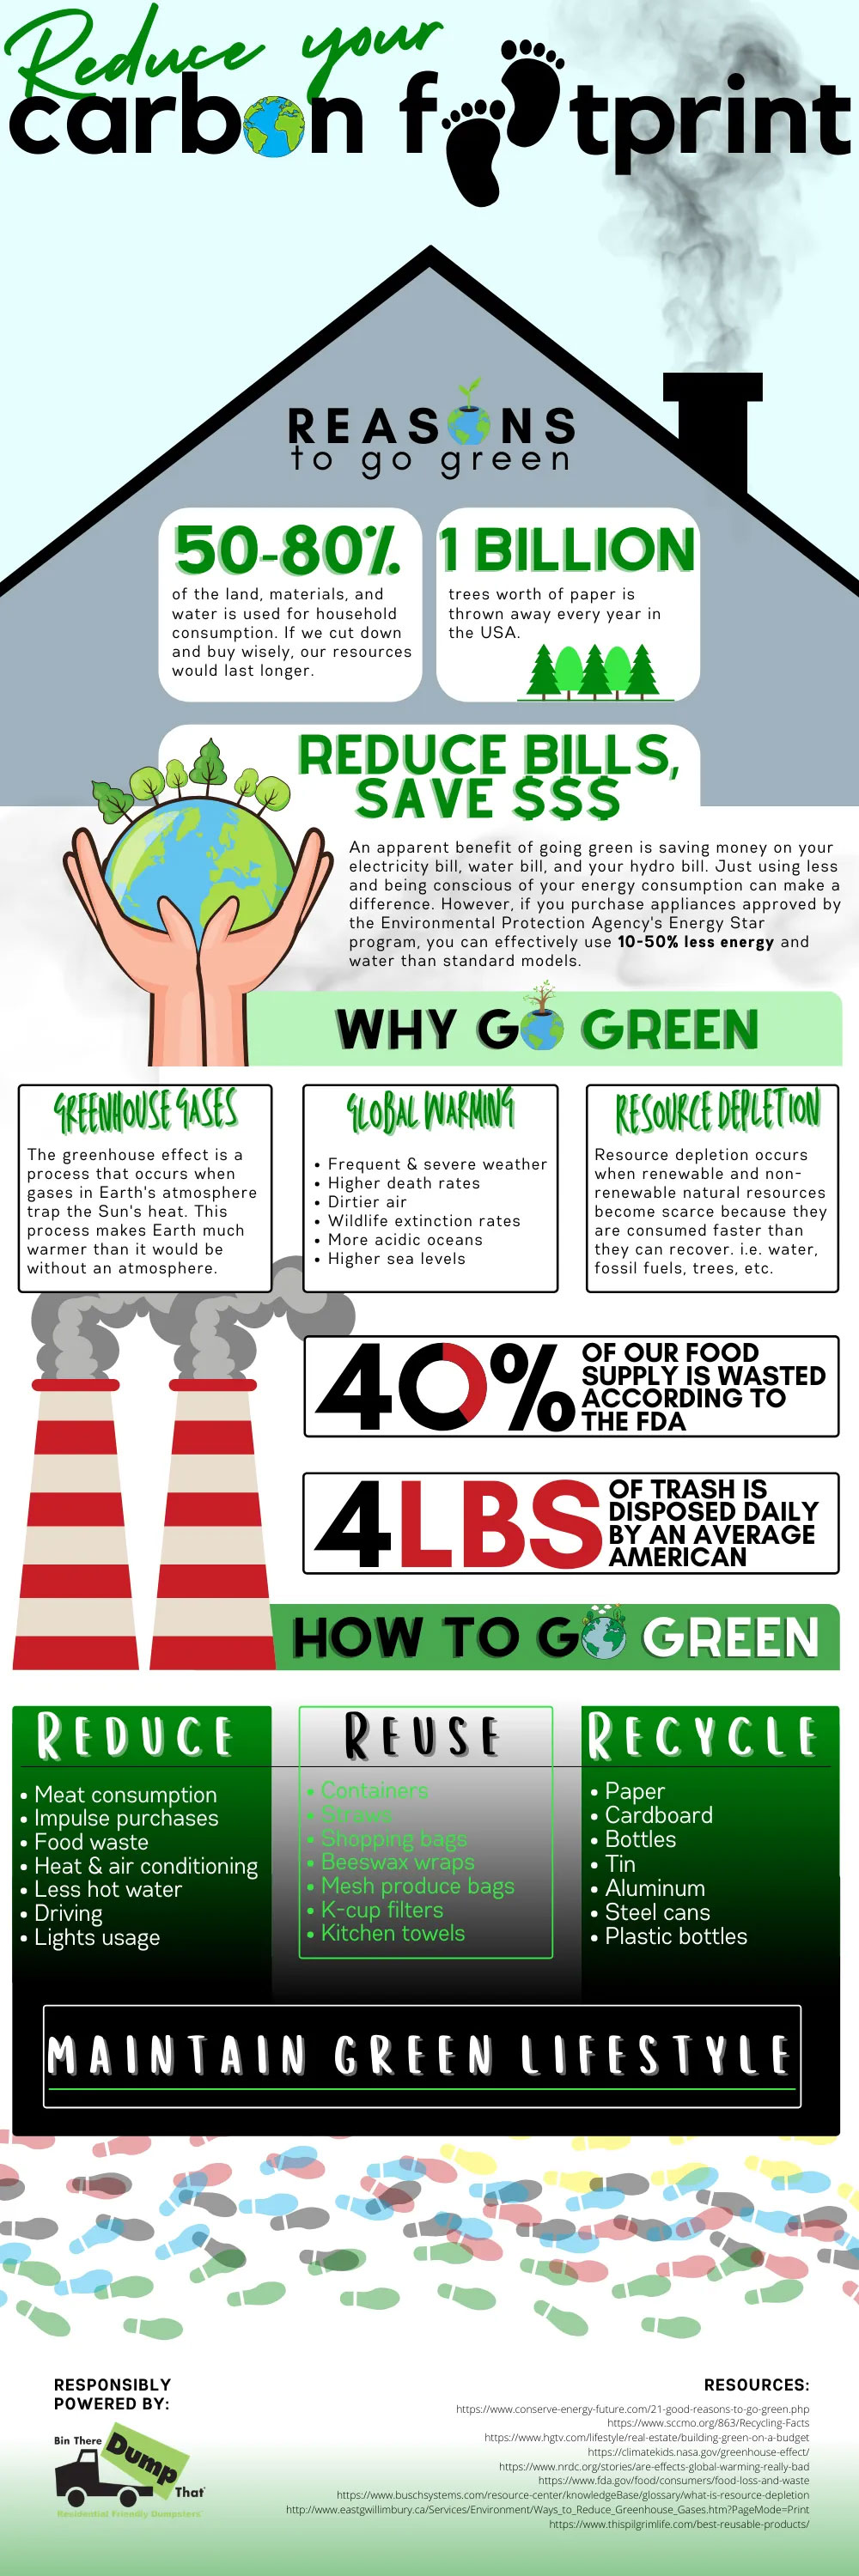 Reduce your
carbon footprint
REASONS
to go green
50-80%
of the land, materials, and
water is used for household
consumption. If we cut down
and buy wisely, our resources
would last longer.
1 BILLION
trees worth of paper is
thrown away every year in
the USA.
REDUCE BILLS,
SAVE $$$
An apparent benefit of going green is saving money on your
electricity bill, water bill, and your hydro bill. Just using less
and being conscious of your energy consumption can make a
difference. However, if you purchase appliances approved by
the Environmental Protection Agency's Energy Star
program, you can effectively use 10-50% less energy and
water than standard models.
WHY GO GREEN
GREENHOUSE GASES
The greenhouse effect is a
process that occurs when
gases in Earth's atmosphere
trap the Sun's heat. This
process makes Earth much
warmer than it would be
without an atmosphere.
GLOBAL WARMING
• Frequent & severe weather
• Higher death rates
• Dirtier air
• Wildlife extinction rates
• More acidic oceans
• Higher sea levels
RESOURCE DEPLETION
Resource depletion occurs
when renewable and non-
renewable natural resources
become scarce because they
are consumed faster than
they can recover. i.e. water,
fossil fuels, trees, etc.
40%
OF OUR FOOD
SUPPLY IS WASTED
ACCORDING TO
THE FDA
4LBS
OF TRASH IS
DISPOSED DAILY
BY AN AVERAGE
AMERICAN
HOW TO GO GREEN
REDUCE
• Meat consumption
• Impulse purchases
• Food waste
• Heat & air conditioning
• Less hot water
• Driving
• Lights usage
REUSE
• Containers
• Straws
• Shopping bags
• Beeswax wraps
• Mesh produce bags
• K-cup filters
• Kitchen towels
RECYCLE
• Paper
• Cardboard
• Bottles
• Tin
• Aluminum
• Steel cans
• Plastic bottles
MAINTAIN GREEN LIFESTYLE
RESPONSIBLY
POWERED BY:
Bin There
Dump
That
Residential Friendly Dumpsters
RESOURCES:
https://www.conserve-energy-future.com/21-good-reasons-to-go-green.php
https://www.sccmo.org/863/Recycling-Facts
https://www.hgtv.com/lifestyle/real-estate/building-green-on-a-budget
https://climatekids.nasa.gov/greenhouse-effect/
https://www.nrdc.org/stories/are-effects-global-warming-really-bad
https://www.fda.gov/food/consumers/food-loss-and-waste
https://www.buschsystems.com/resource-center/knowledgeBase/glossary/what-is-resource-depletion
http://www.eastgwillimbury.ca/Services/Environment/Ways_to_Reduce_Greenhouse_Gases.htm?PageMode=Print
https://www.thispilgrimlife.com/best-reusable-products/